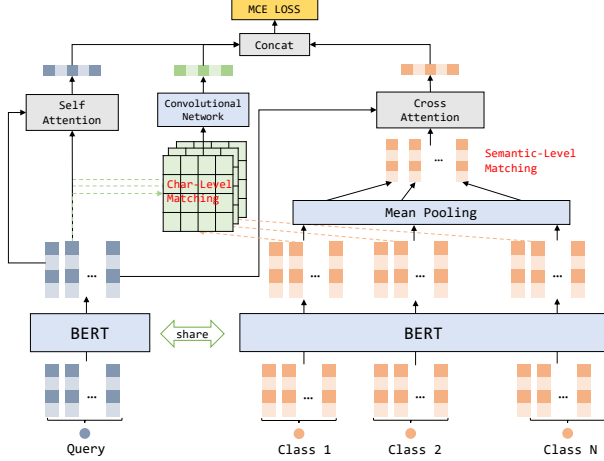 MCE LOSS
Concat
Self
Attention
Convolutional
Network
Cross
Attention
Char-Level
Matching
Semantic-Level
Matching
...
Mean Pooling
...
...
...
...
BERT
share
BERT
...
...
...
...
Query
Class 1
Class 2
Class N